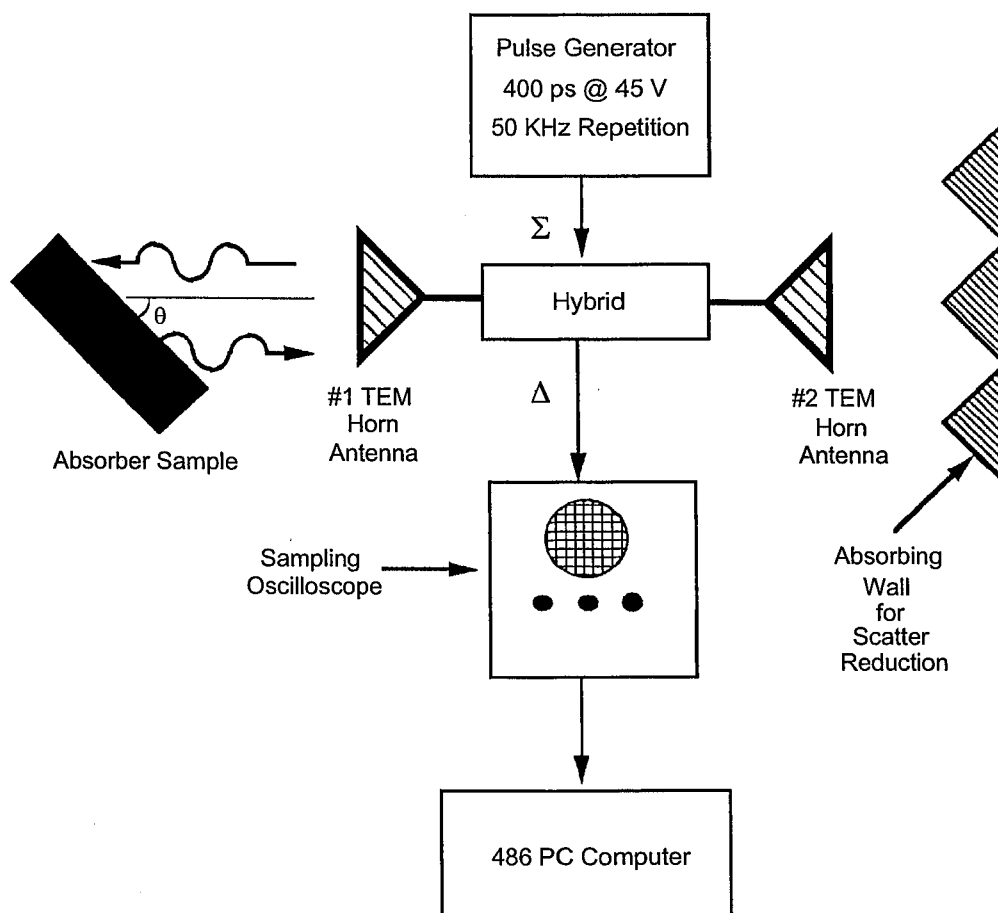 Pulse Generator
400 ps @ 45 V
50 KHz Repetition
Σ
Hybrid
θ
#1 TEM
Horn
Antenna
Δ
#2 TEM
Horn
Antenna
Absorber Sample
Sampling
Oscilloscope
Absorbing
Wall
for
Scatter
Reduction
486 PC Computer